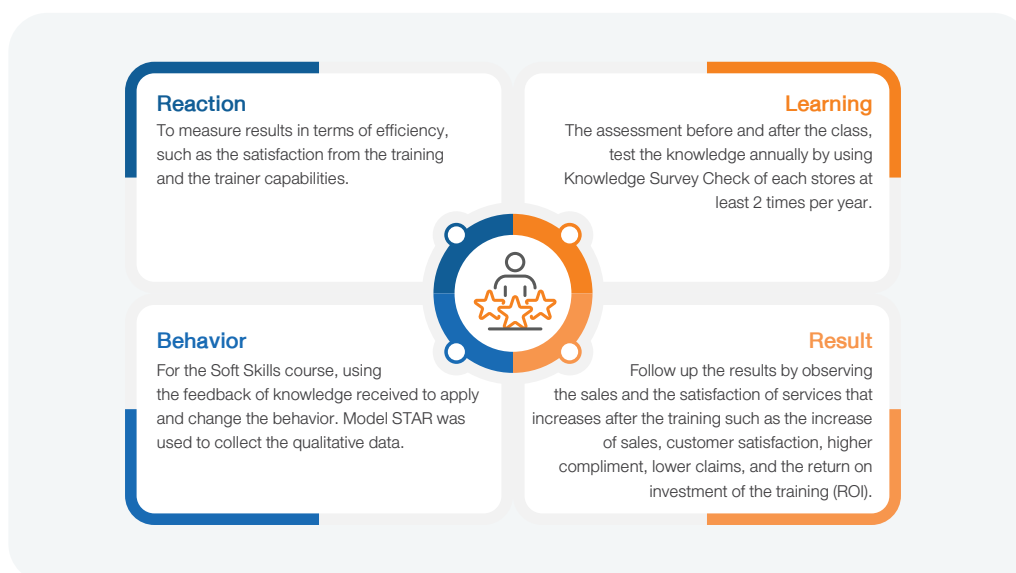 Reaction
To measure results in terms of efficiency,
such as the satisfaction from the training
and the trainer capabilities.
Learning
The assessment before and after the class,
test the knowledge annually by using
Knowledge Survey Check of each stores at
least 2 times per year.
Behavior
For the Soft Skills course, using
the feedback of knowledge received to apply
and change the behavior. Model STAR was
used to collect the qualitative data.
Result
Follow up the results by observing
the sales and the satisfaction of services that
increases after the training such as the increase
of sales, customer satisfaction, higher
compliment, lower claims, and the return on
investment of the training (ROI).